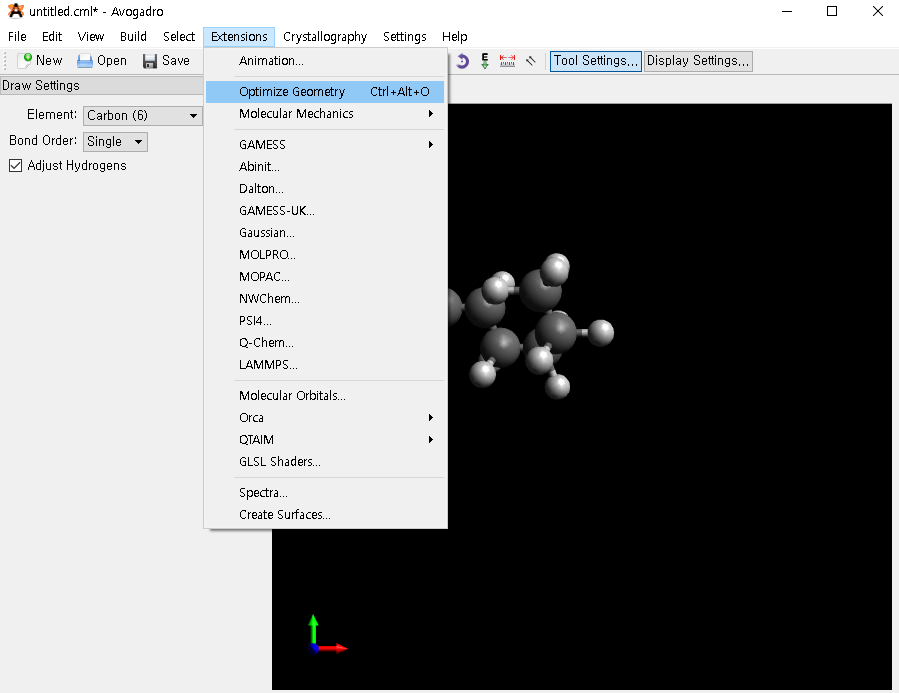 untitled.cml* - Avogadro
File Edit View Build Select Extensions Crystallography Settings Help
New Open Save E Tool Settings... Display Settings...
Draw Settings
Element: Carbon (6)
Bond Order: Single
Adjust Hydrogens
Animation...
Optimize Geometry Ctrl+Alt+O
Molecular Mechanics
GAMESS
Abinit...
Dalton...
GAMESS-UK...
Gaussian...
MOLPRO...
MOPAC...
NWChem...
PSI4...
Q-Chem...
LAMMPS...
Molecular Orbitals...
Orca
QTAIM
GLSL Shaders...
Spectra...
Create Surfaces...